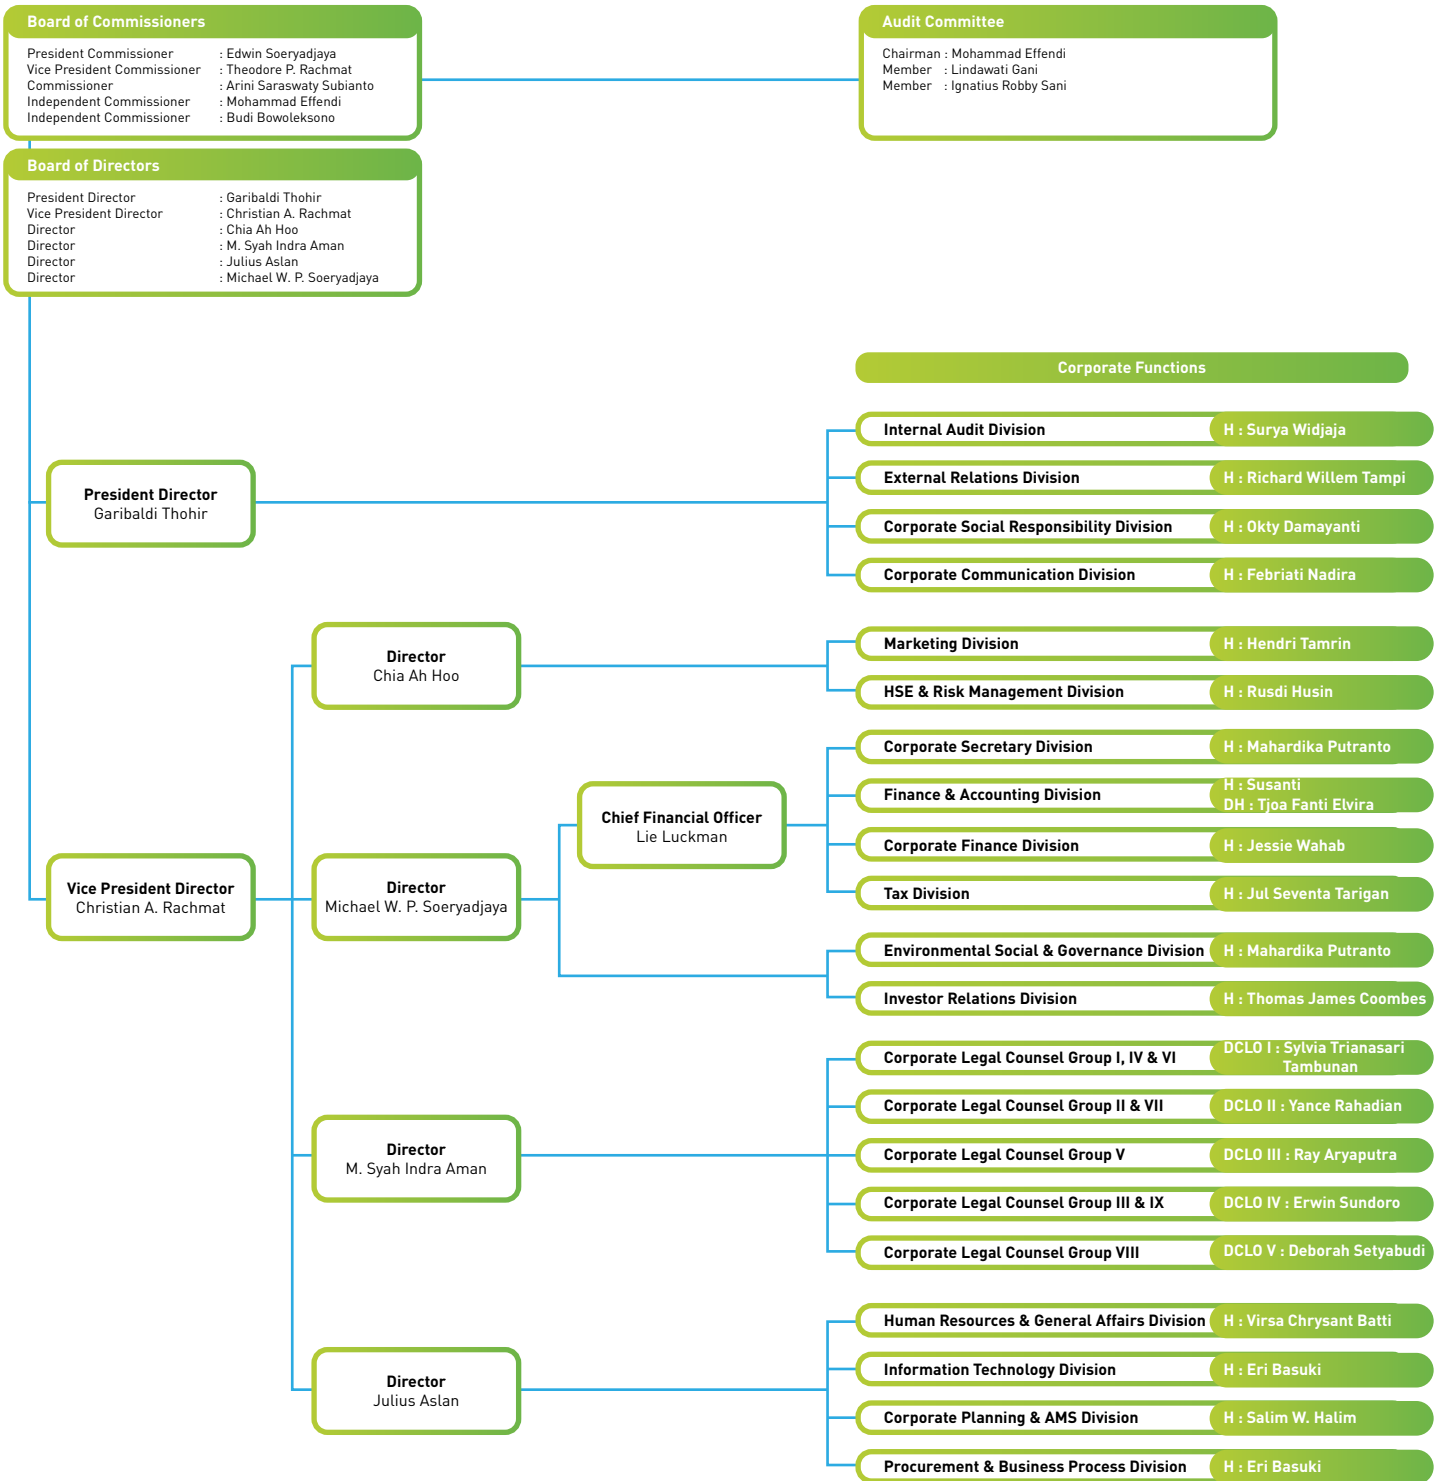 Board of Commissioners
President Commissioner : Edwin Soeryadjaya
Vice President Commissioner : Theodore P. Rachmat
Commissioner : Arini Saraswaty Subianto
Independent Commissioner : Mohammad Effendi
Independent Commissioner : Budi Bowoleksono
Audit Committee
Chairman : Mohammad Effendi
Member : Lindawati Gani
Member : Ignatius Robby Sani
Board of Directors
President Director : Garibaldi Thohir
Vice President Director : Christian A. Rachmat
Director : Chia Ah Hoo
Director : M. Syah Indra Aman
Director : Julius Aslan
Director : Michael W. P. Soeryadjaya
Corporate Functions
President Director
Garibaldi Thohir
Internal Audit Division H : Surya Widjaja
External Relations Division H : Richard Willem Tampi
Corporate Social Responsibility Division H : Okty Damayanti
Corporate Communication Division H : Febriati Nadira
Vice President Director
Christian A. Rachmat
Director
Chia Ah Hoo
Marketing Division H : Hendri Tamrin
HSE & Risk Management Division H : Rusdi Husin
Director
Michael W. P. Soeryadjaya
Chief Financial Officer
Lie Luckman
Corporate Secretary Division H : Mahardika Putranto
Finance & Accounting Division H : Susanti
DH : Tjoa Fanti Elvira
Corporate Finance Division H : Jessie Wahab
Tax Division H : Jul Seventa Tarigan
Environmental Social & Governance Division H : Mahardika Putranto
Investor Relations Division H : Thomas James Coombes
Director
M. Syah Indra Aman
Corporate Legal Counsel Group I, IV & VI DCLO I : Sylvia Trianasari
Tambunan
Corporate Legal Counsel Group II & VII DCLO II : Yance Rahadian
Corporate Legal Counsel Group V DCLO III : Ray Aryaputra
Corporate Legal Counsel Group III & IX DCLO IV : Erwin Sundoro
Corporate Legal Counsel Group VIII DCLO V : Deborah Setyabudi
Director
Julius Aslan
Human Resources & General Affairs Division H : Virsa Chrysant Batti
Information Technology Division H : Eri Basuki
Corporate Planning & AMS Division H : Salim W. Halim
Procurement & Business Process Division H : Eri Basuki